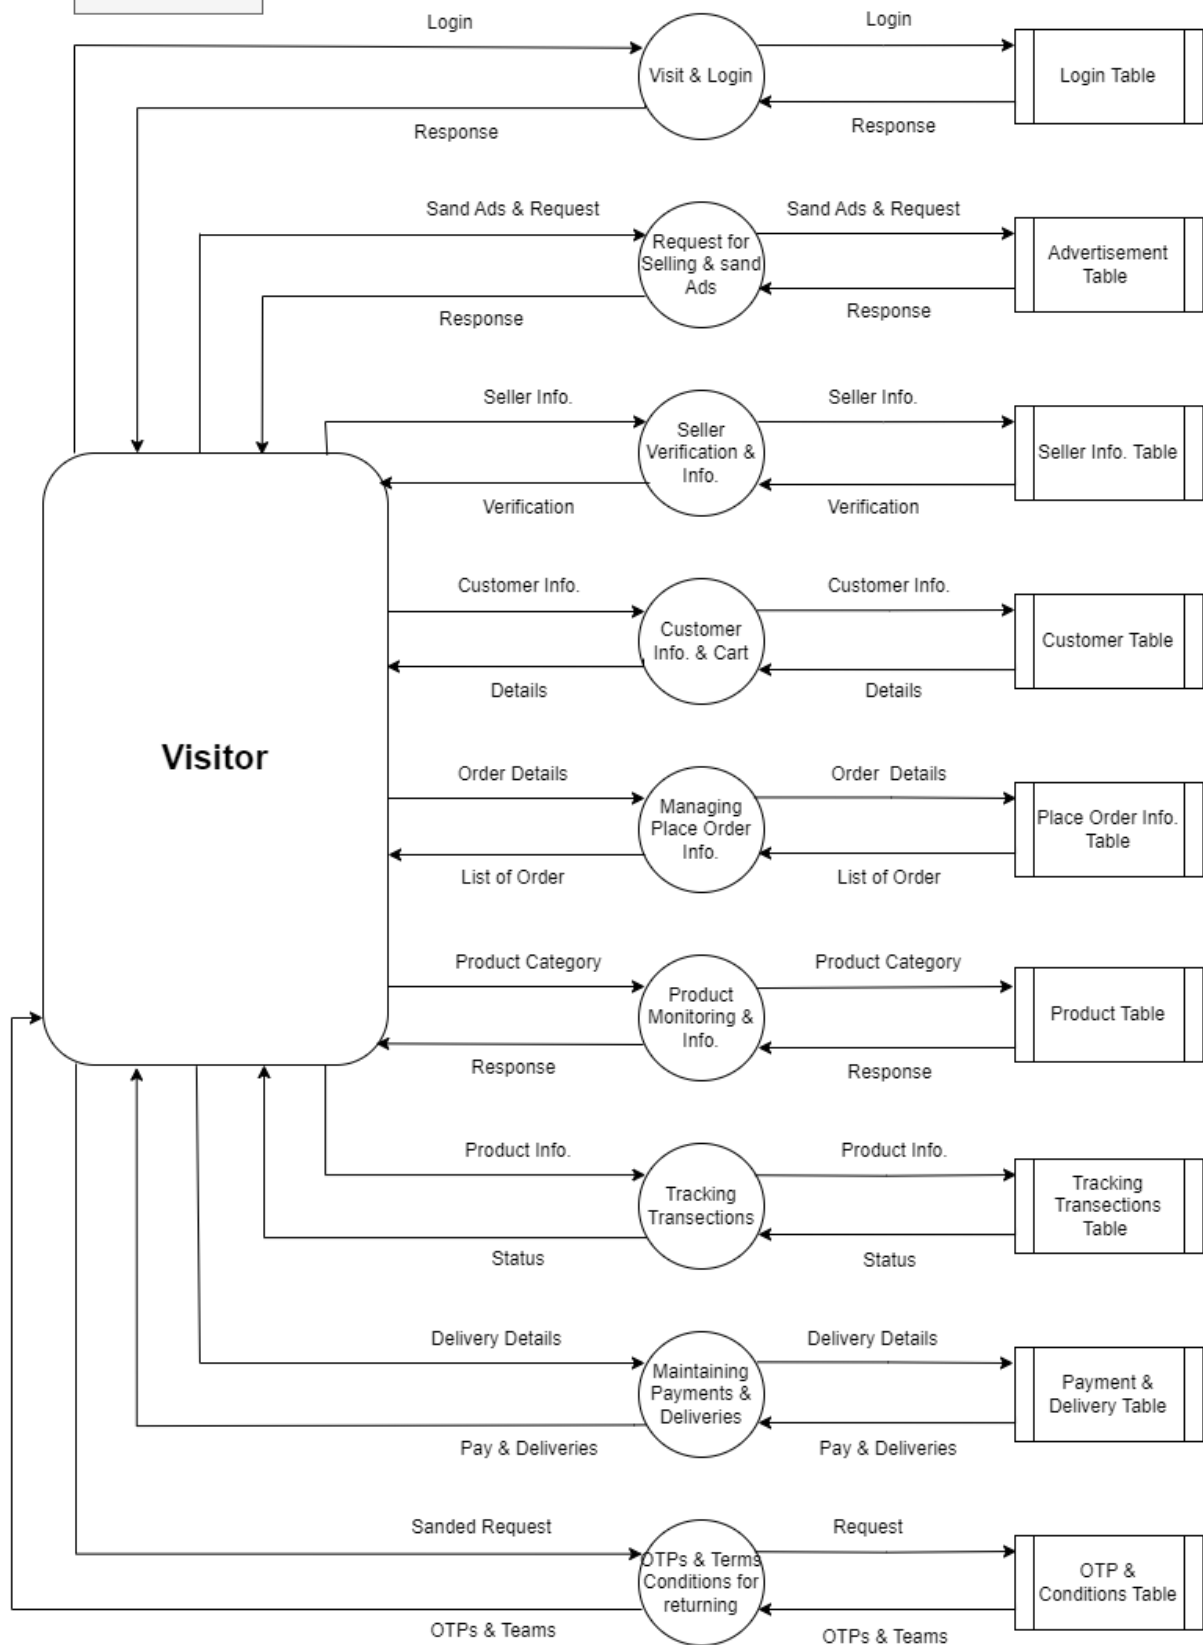 Login
Login
Visit & Login
Login Table
Response
Response
Sand Ads & Request
Sand Ads & Request
Request for
Selling & sand
Ads
Advertisement
Table
Response
Response
Seller Info.
Seller Info.
Seller
Verification &
Info.
Seller Info. Table
Verification
Verification
Customer Info.
Customer Info.
Customer
Info. & Cart
Customer Table
Details
Details
Visitor
Order Details
Order Details
Managing
Place Order
Info.
Place Order Info.
Table
List of Order
List of Order
Product Category
Product Category
Product
Monitoring &
Info.
Product Table
Response
Response
Product Info.
Product Info.
Tracking
Transections
Tracking
Transections
Table
Status
Status
Delivery Details
Delivery Details
Maintaining
Payments &
Deliveries
Payment &
Delivery Table
Pay & Deliveries
Pay & Deliveries
Sanded Request
Request
OTPs & Terms
Conditions for
returning
OTP &
Conditions Table
OTPs & Teams
OTPs & Teams